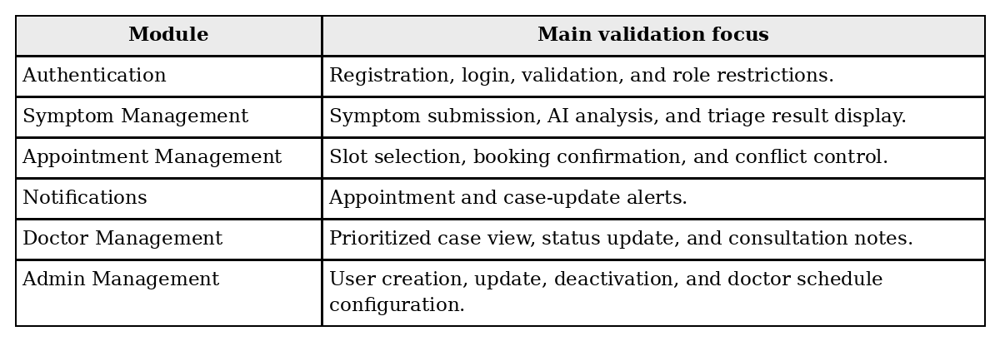 Module Main validation focus
Authentication Registration, login, validation, and role restrictions.
Symptom Management Symptom submission, AI analysis, and triage result display.
Appointment Management Slot selection, booking confirmation, and conflict control.
Notifications Appointment and case-update alerts.
Doctor Management Prioritized case view, status update, and consultation notes.
Admin Management User creation, update, deactivation, and doctor schedule
configuration.